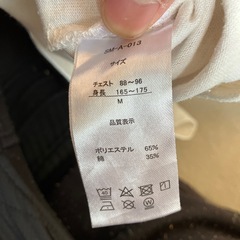 SM-A-013
サイズ
チェスト 88~96
身長 165~175
M
品質表示
ポリエステル 65%
綿 35%